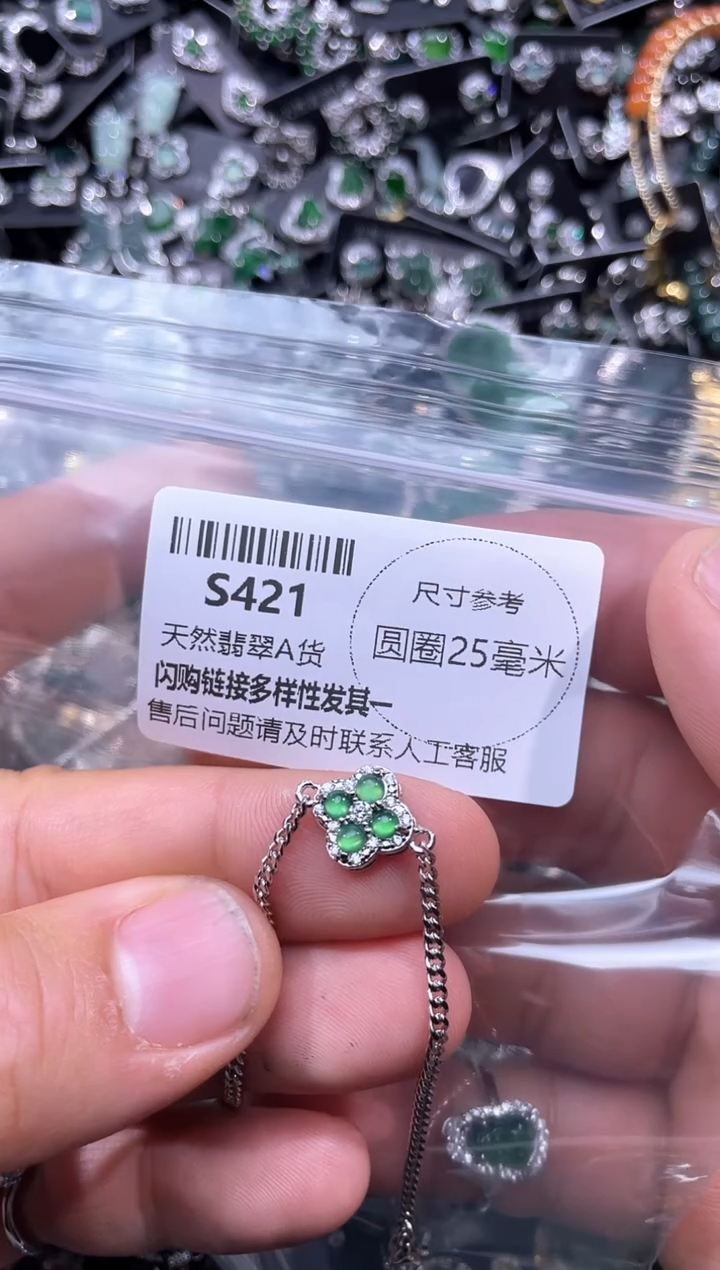 S421
天然翡翠A货
闪购链接多样性发其一
售后问题请及时联系人工客服
尺寸参考
圆圈25毫米